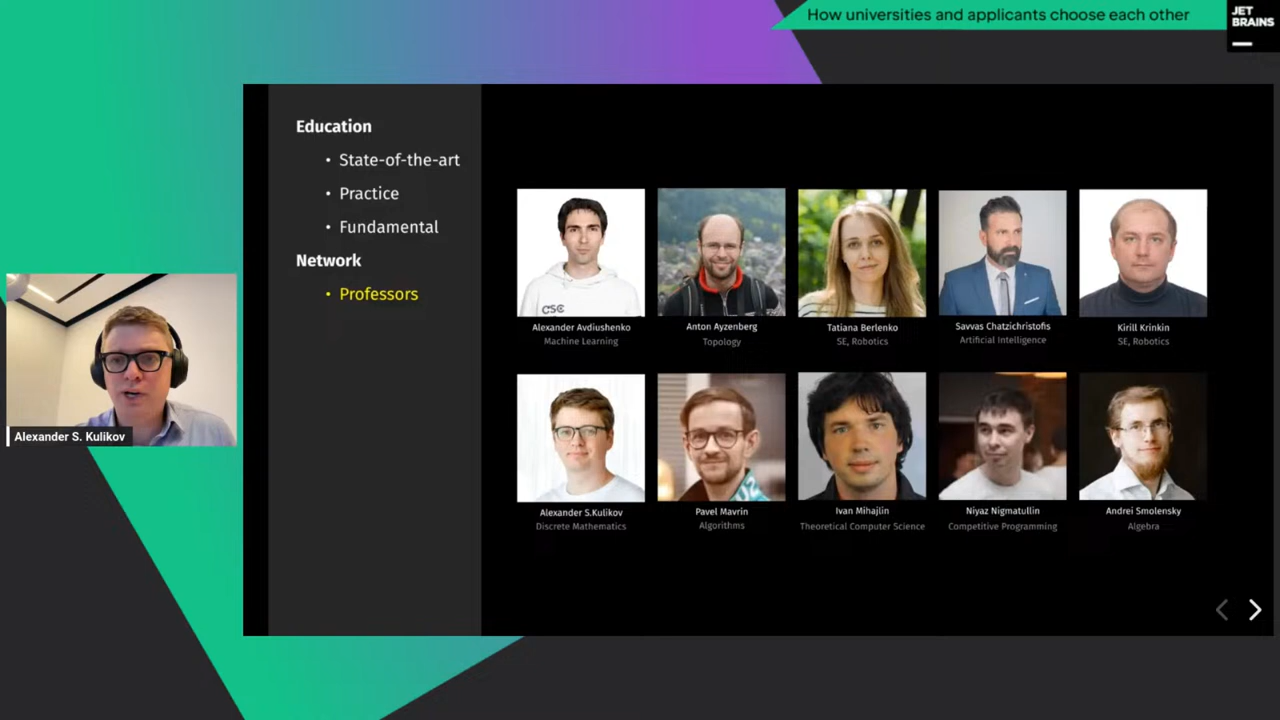 How universities and applicants choose each other
JET
BRAINS
Education
• State-of-the-art
• Practice
• Fundamental
Network
• Professors
Alexander Avdiushenko
Machine Learning
Anton Ayzenberg
Topology
Tatiana Berlenko
SE, Robotics
Savvas Chatzichristofis
Artificial Intelligence
Kirill Krinkin
SE, Robotics
CSC
Alexander S. Kulikov
Alexander S.Kulikov
Discrete Mathematics
Pavel Mavrin
Algorithms
Ivan Mihajlin
Theoretical Computer Science
Niyaz Nigmatullin
Competitive Programming
Andrei Smolensky
Algebra